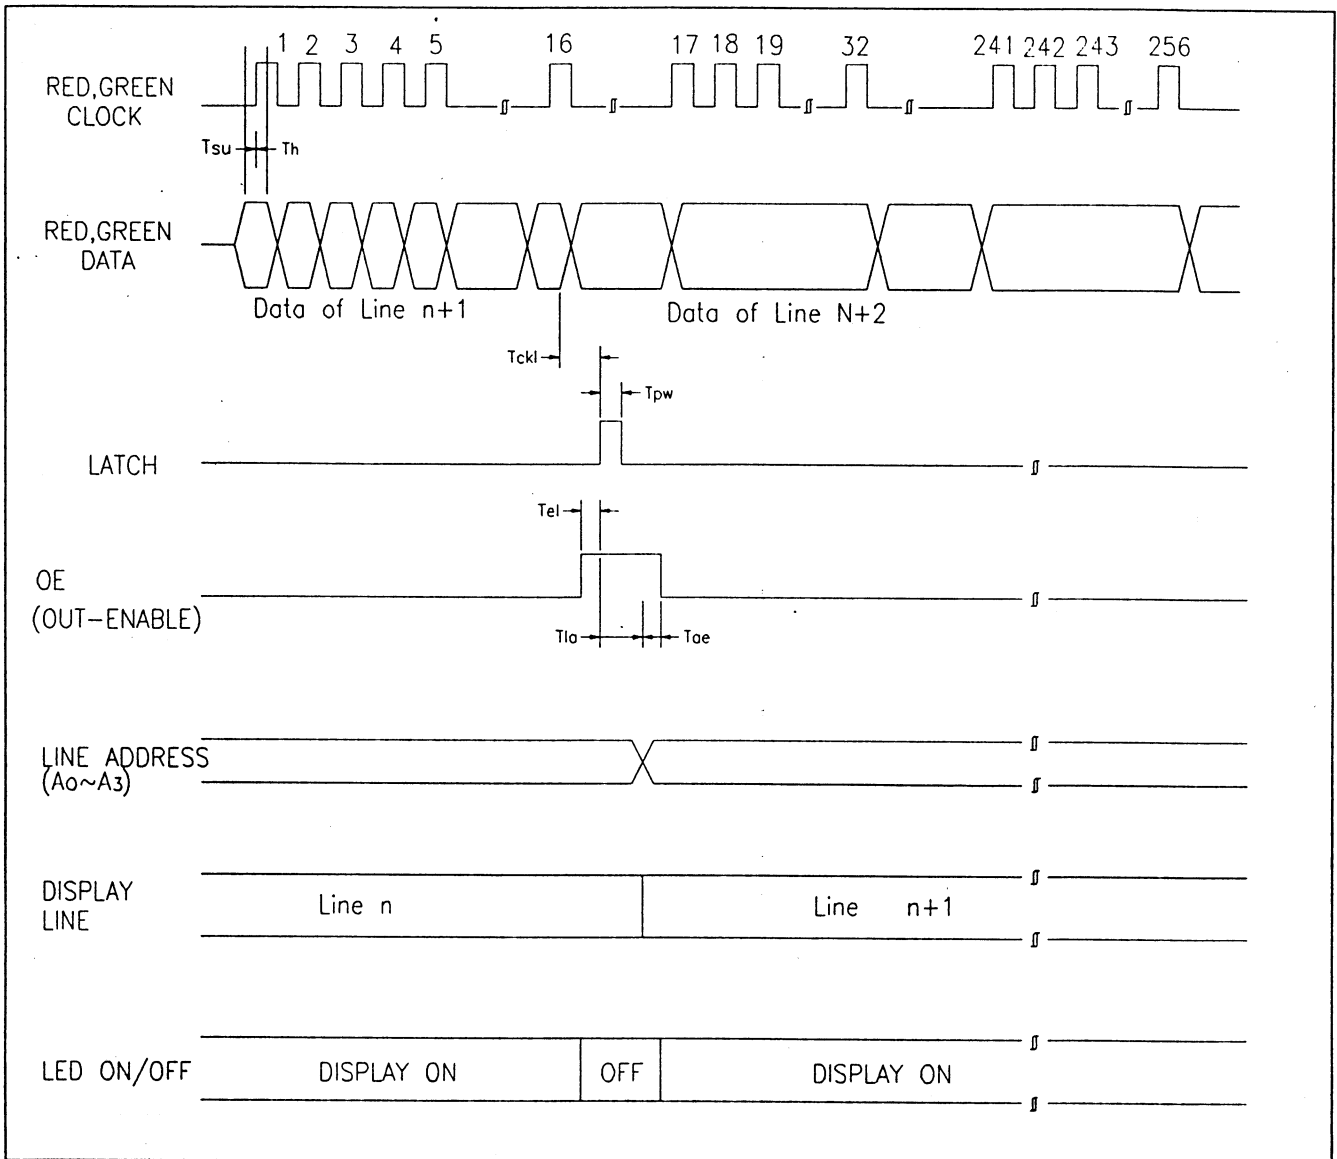 1 2 3 4 5 16 17 18 19 32 241 242 243 256
RED,GREEN
CLOCK
Tsu Th
RED,GREEN
DATA
Data of Line n+1
Data of Line N+2
Tckl
Tpw
LATCH
Tel
OE
(OUT-ENABLE)
Tla Tae
LINE ADDRESS
(A0~A3)
DISPLAY
LINE
Line n
Line n+1
LED ON/OFF
DISPLAY ON
OFF
DISPLAY ON